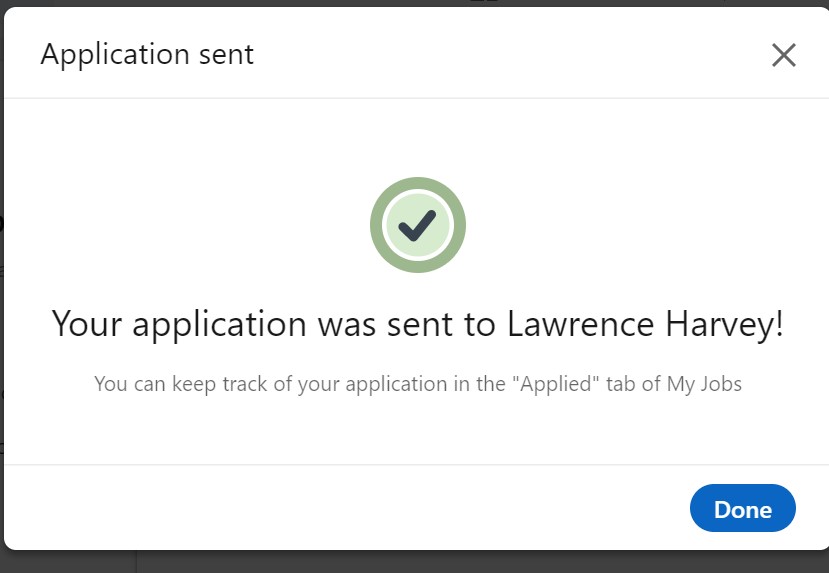 Application sent
Your application was sent to Lawrence Harvey!
You can keep track of your application in the "Applied" tab of My Jobs
Done